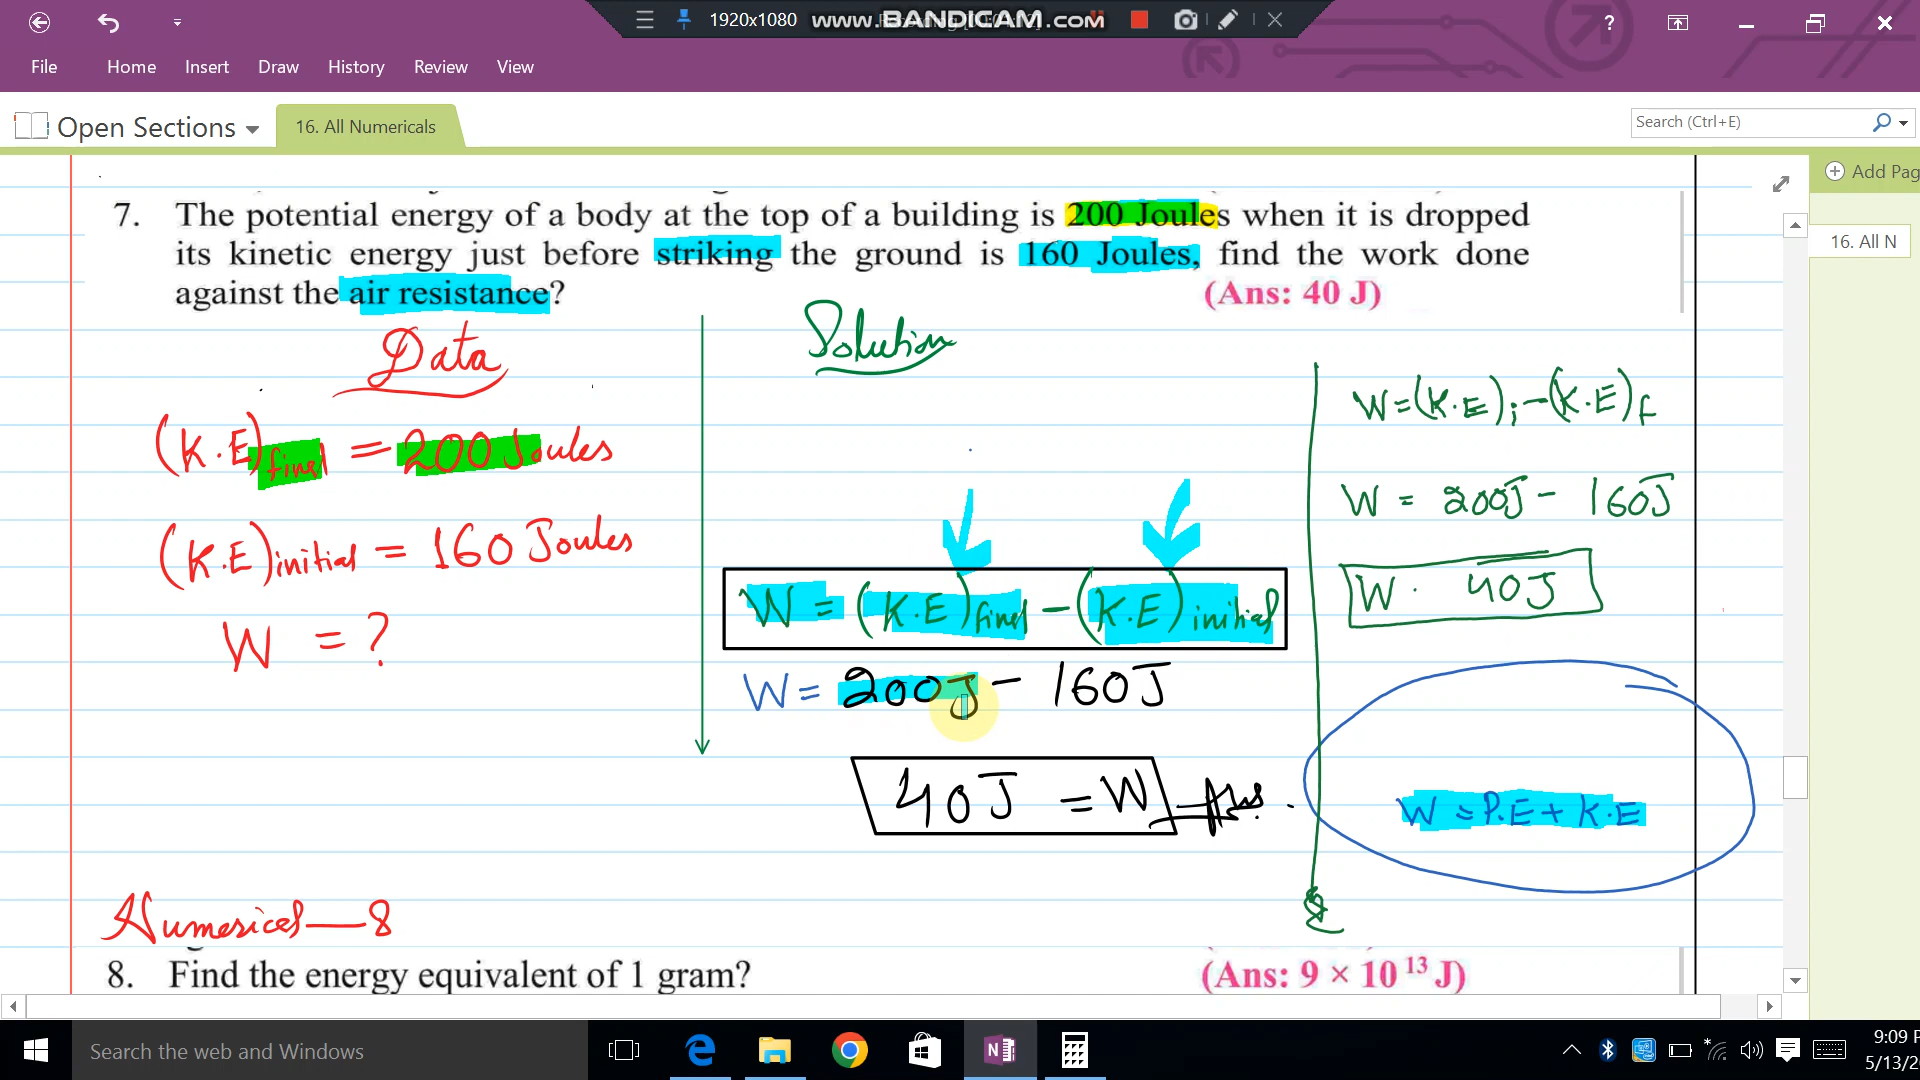 1920x1080 www.BANDICAM.com
File Home Insert Draw History Review View
Open Sections 16. All Numericals
Search (Ctrl+E)
Add Pag
16. All N
7. The potential energy of a body at the top of a building is 200 Joules when it is dropped
its kinetic energy just before striking the ground is 160 Joules, find the work done
against the air resistance? (Ans: 40 J)
Data
(K.E)final = 200 Joules
(K.E)initial = 160 Joules
W = ?
Solution
W = (K.E)final - (K.E)initial
W = 200J - 160J
40J = W Ans.
W = (K.E)i - (K.E)f
W = 200J - 160J
W. 40J
W = P.E + K.E
Numerical—8
8. Find the energy equivalent of 1 gram? (Ans: 9 × 10¹³ J)
Search the web and Windows
9:09 P
5/13/2